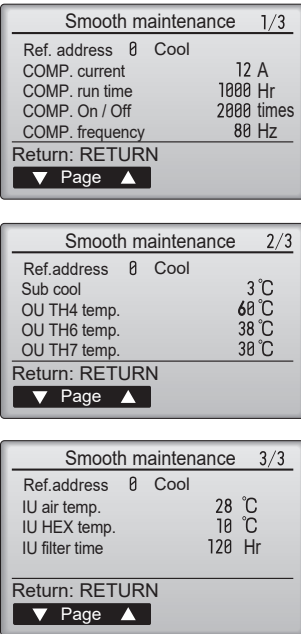 Smooth maintenance 1/3
Ref. address 0 Cool
COMP. current 12 A
COMP. run time 1000 Hr
COMP. On / Off 2000 times
COMP. frequency 80 Hz
Return: RETURN
▼ Page ▲
Smooth maintenance 2/3
Ref.address 0 Cool
Sub cool 3℃
OU TH4 temp. 60℃
OU TH6 temp. 38℃
OU TH7 temp. 30℃
Return: RETURN
▼ Page ▲
Smooth maintenance 3/3
Ref.address 0 Cool
IU air temp. 28 ℃
IU HEX temp. 10 ℃
IU filter time 120 Hr
Return: RETURN
▼ Page ▲